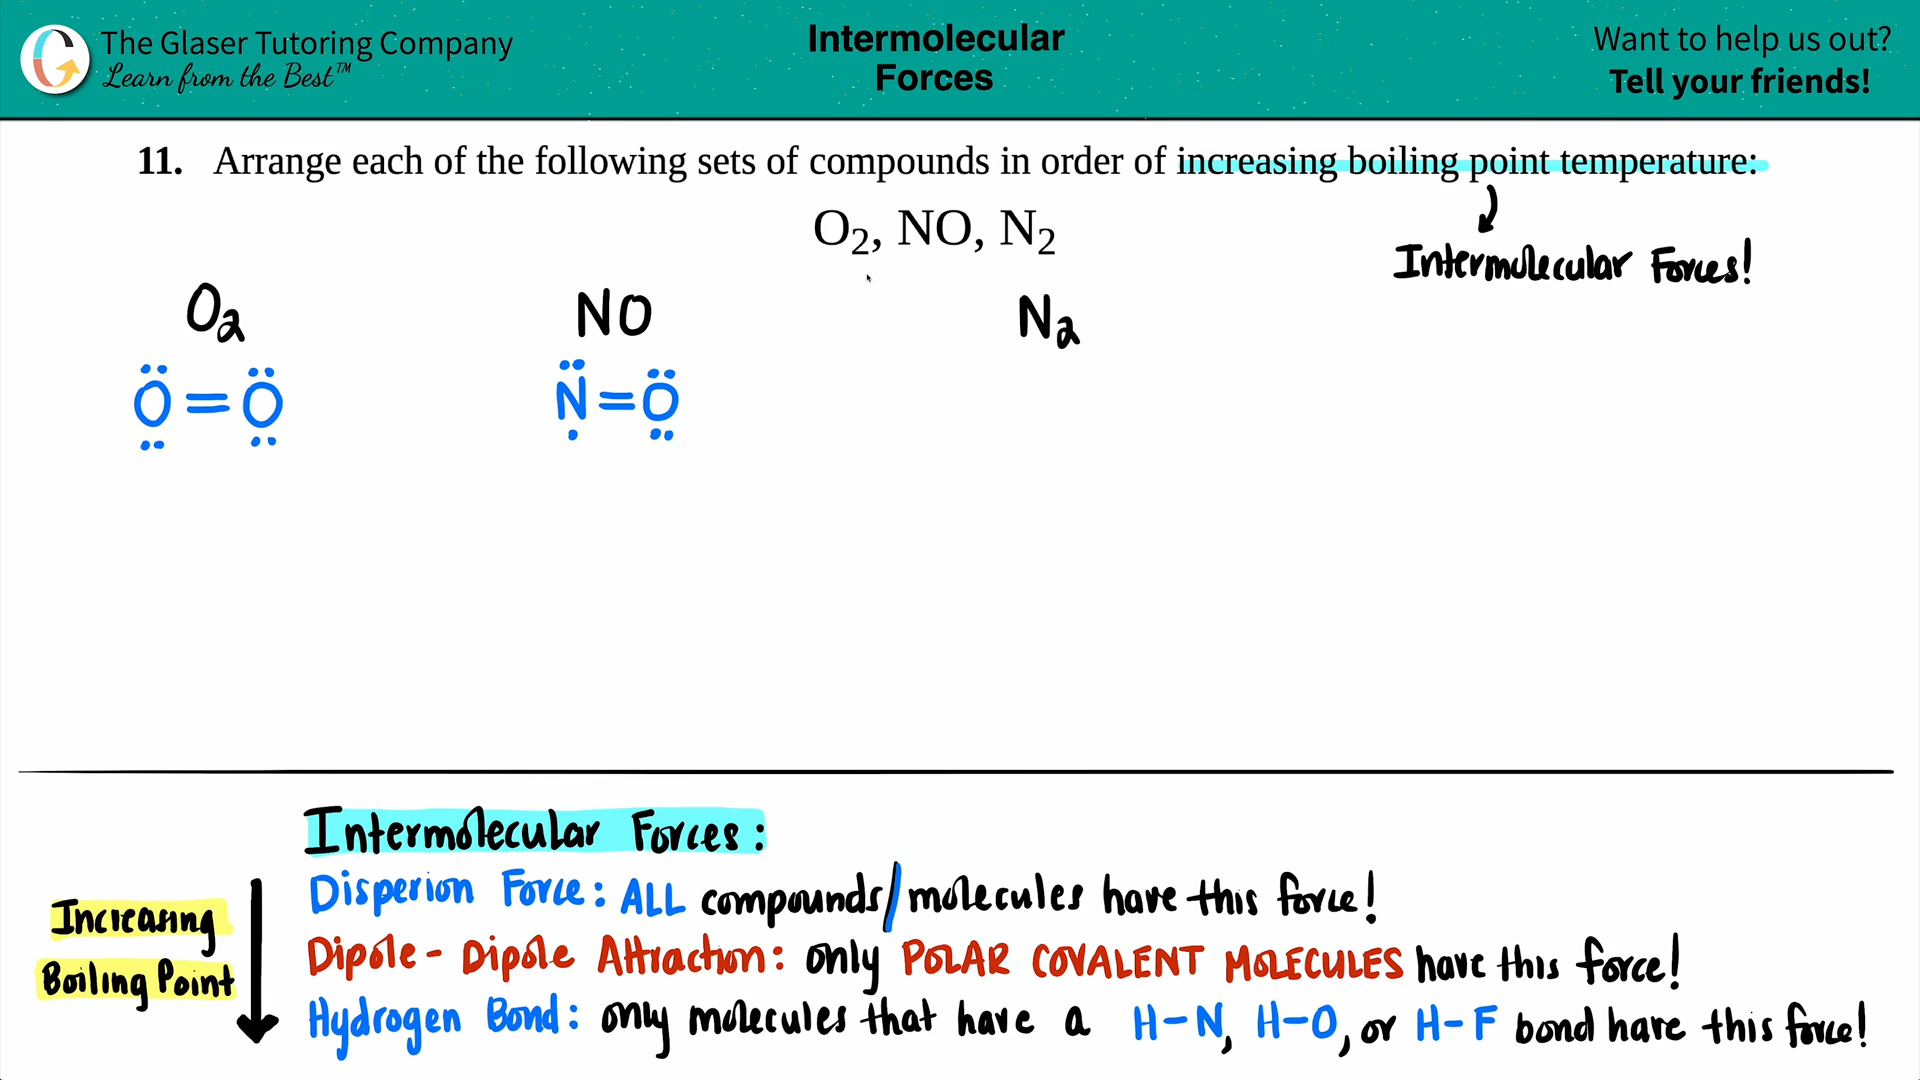 The Glaser Tutoring Company
Learn from the Best™
Intermolecular
Forces
Want to help us out?
Tell your friends!
11. Arrange each of the following sets of compounds in order of increasing boiling point temperature:
O₂, NO, N₂
Intermolecular Forces!
O₂ NO N₂
O=O N=O
Intermolecular Forces:
Disperion Force: ALL compounds/molecules have this force!
Increasing
Boiling Point
Dipole-Dipole Attraction: only POLAR COVALENT MOLECULES have this force!
Hydrogen Bond: only molecules that have a H-N, H-O, or H-F bond have this force!